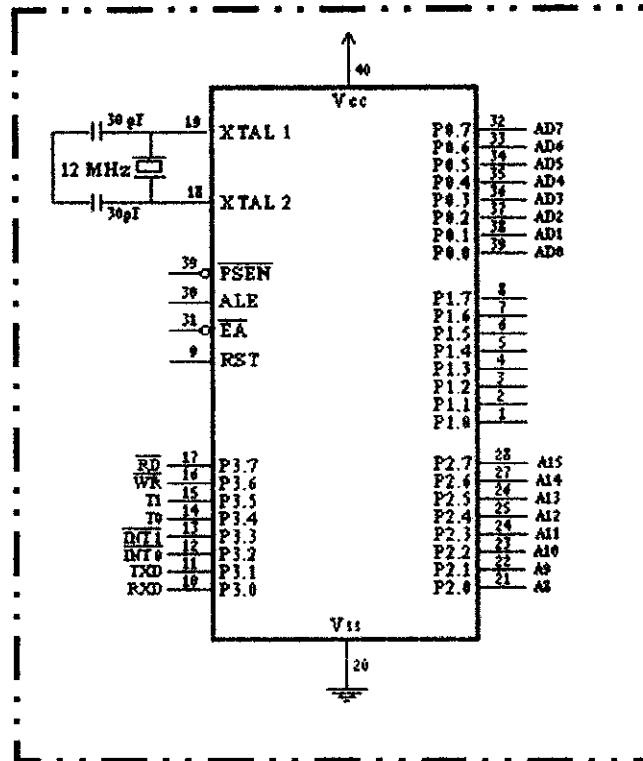 40
Vcc
30 pF
19
XTAL 1
12 MHz
18
XTAL 2
30pF
39
PSEN
30
ALE
31
EA
9
RST
RD 17 P3.7
WR 16 P3.6
T1 15 P3.5
T0 14 P3.4
INT1 13 P3.3
INT0 12 P3.2
TXD 11 P3.1
RXD 10 P3.0
P0.7 32 AD7
P0.6 33 AD6
P0.5 34 AD5
P0.4 35 AD4
P0.3 36 AD3
P0.2 37 AD2
P0.1 38 AD1
P0.0 39 AD0
P1.7 8
P1.6 7
P1.5 6
P1.4 5
P1.3 4
P1.2 3
P1.1 2
P1.0 1
P2.7 28 A15
P2.6 27 A14
P2.5 26 A13
P2.4 25 A12
P2.3 24 A11
P2.2 23 A10
P2.1 22 A9
P2.0 21 A8
Vss
20